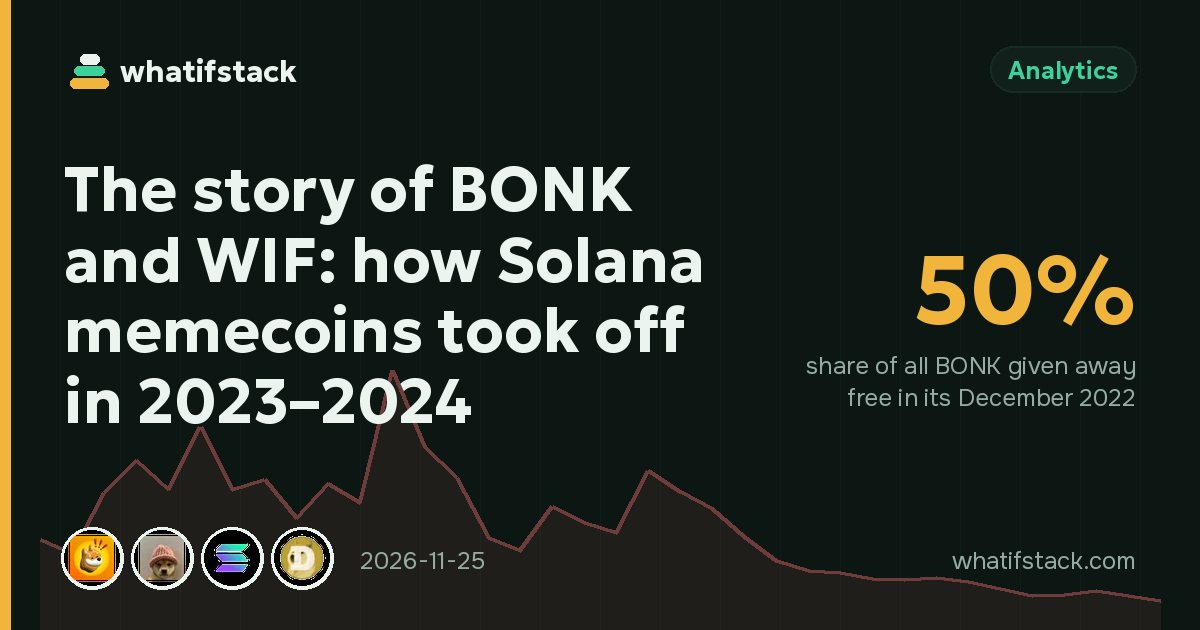 whatifstack
Analytics
The story of BONK
and WIF: how Solana
memecoins took off
in 2023–2024
50%
share of all BONK given away
free in its December 2022
2026-11-25
whatifstack.com